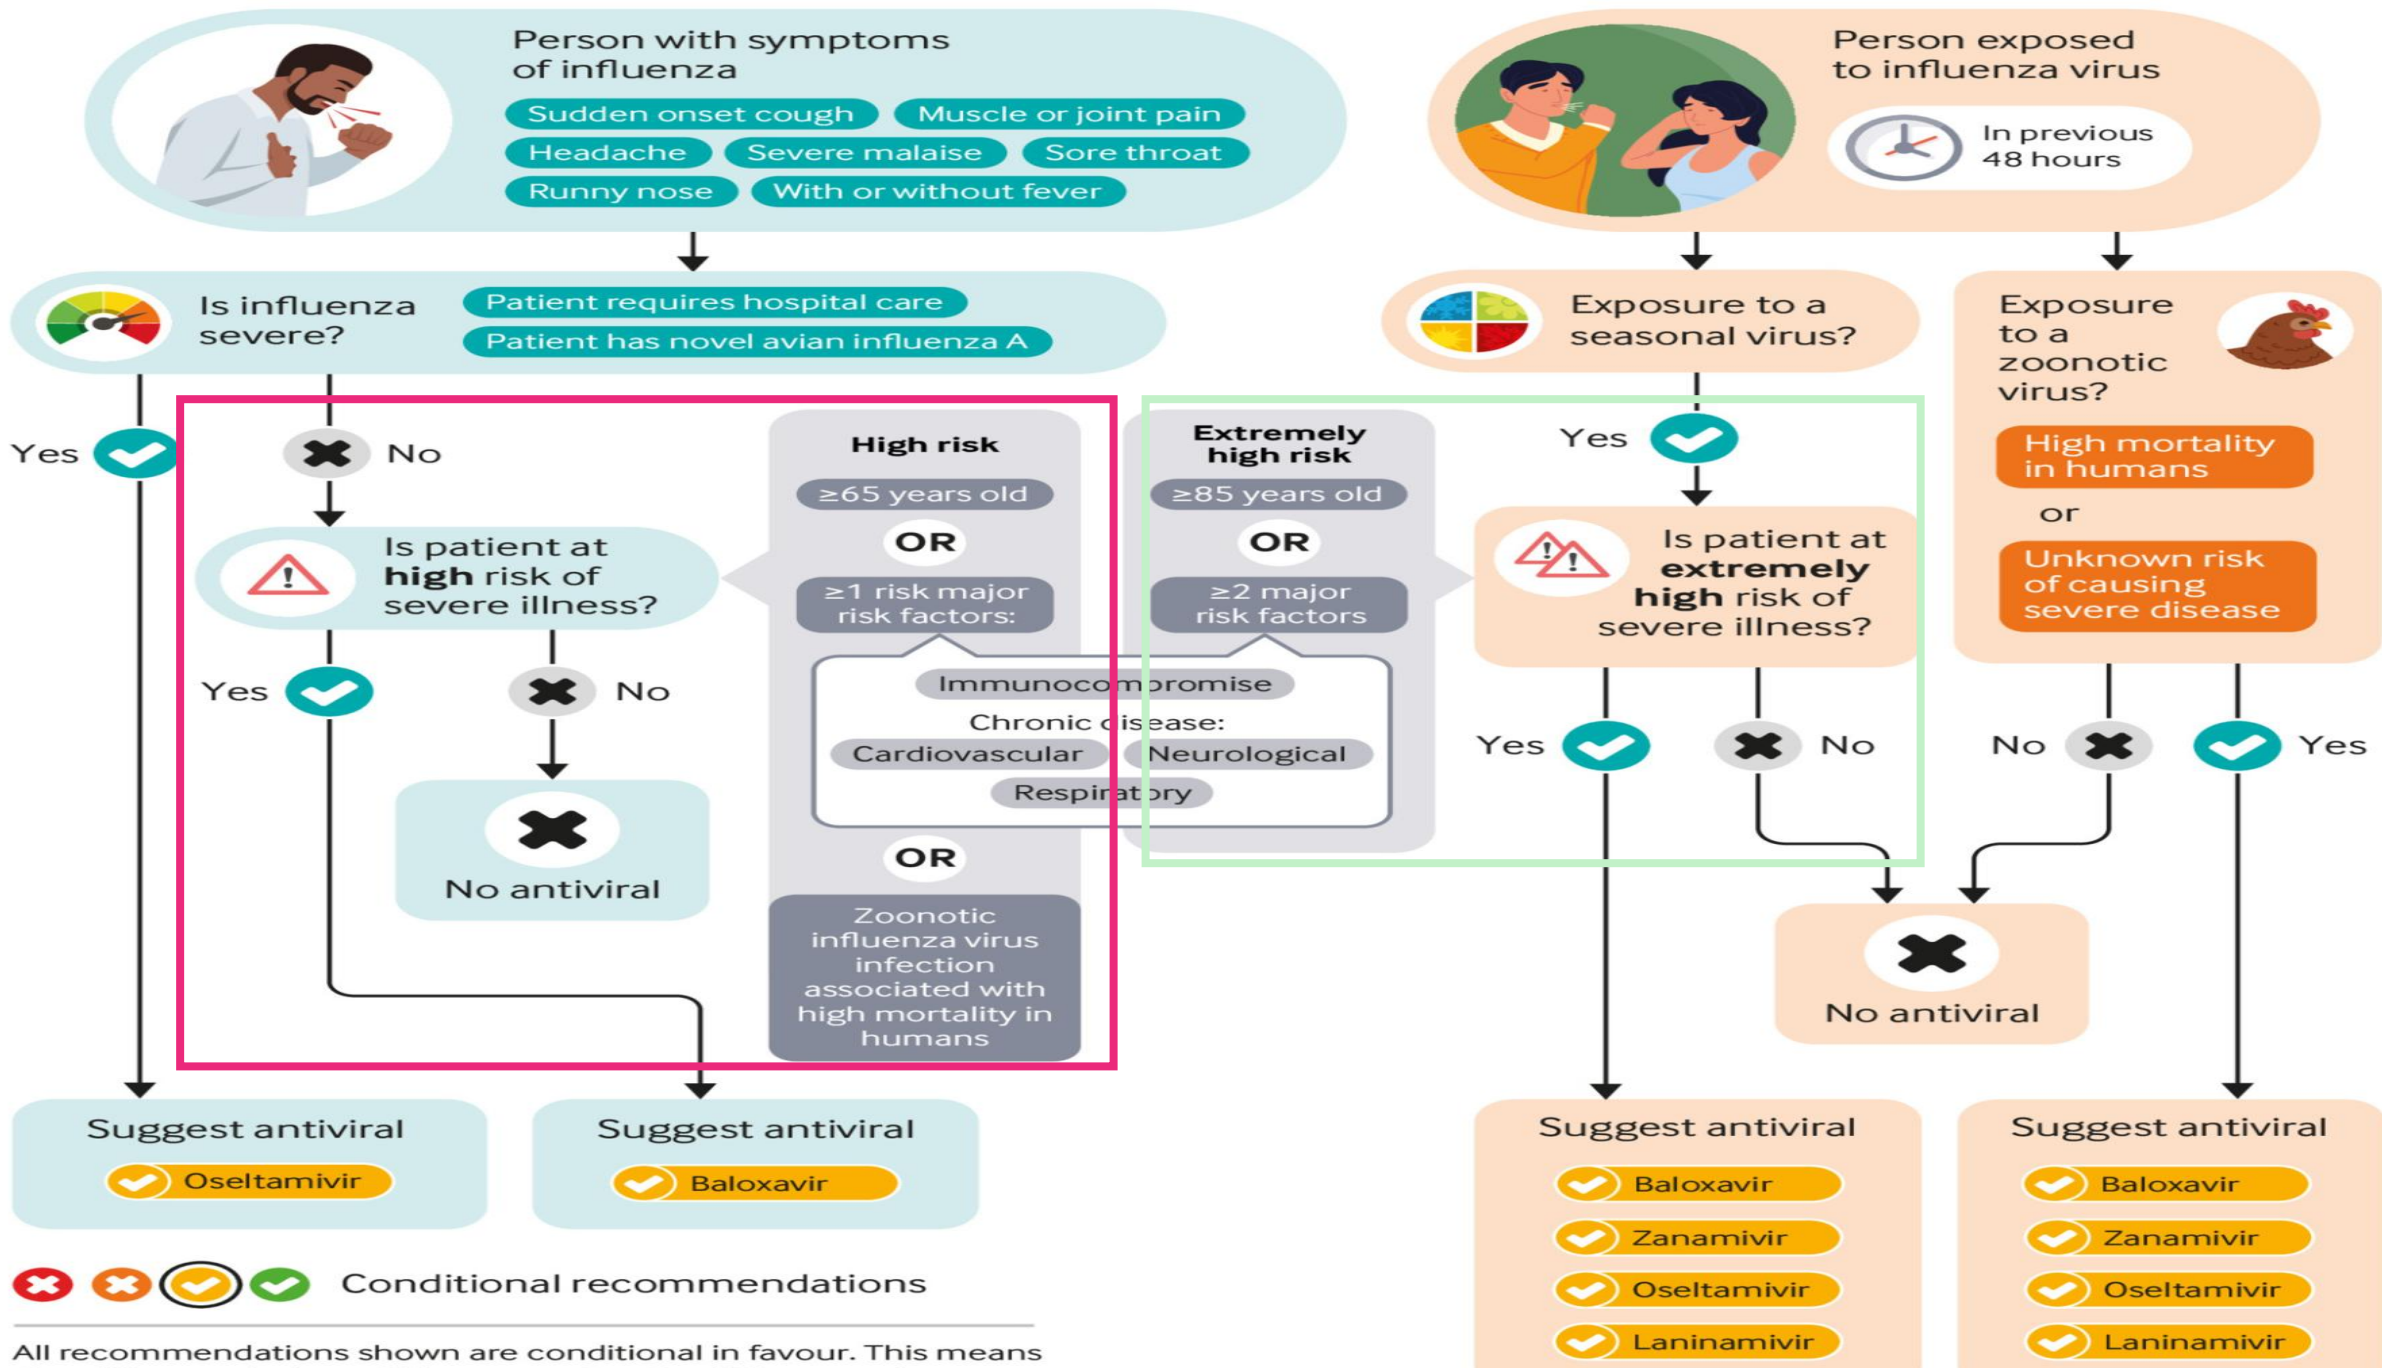 Person with symptoms
of influenza
Sudden onset cough
Muscle or joint pain
Headache
Severe malaise
Sore throat
Runny nose
With or without fever
Is influenza
severe?
Patient requires hospital care
Patient has novel avian influenza A
Yes
No
Is patient at
high risk of
severe illness?
Yes
No
No antiviral
High risk
≥65 years old
OR
≥1 risk major
risk factors:
Extremely
high risk
≥85 years old
OR
≥2 major
risk factors
Immunocompromise
Chronic disease:
Cardiovascular
Neurological
Respiratory
OR
Zoonotic
influenza virus
infection
associated with
high mortality in
humans
Suggest antiviral
Oseltamivir
Suggest antiviral
Baloxavir
Person exposed
to influenza virus
In previous
48 hours
Exposure to a
seasonal virus?
Yes
Is patient at
extremely
high risk of
severe illness?
Yes
No
Exposure
to a
zoonotic
virus?
High mortality
in humans
or
Unknown risk
of causing
severe disease
No
Yes
No antiviral
Suggest antiviral
Baloxavir
Zanamivir
Oseltamivir
Laninamivir
Suggest antiviral
Baloxavir
Zanamivir
Oseltamivir
Laninamivir
Conditional recommendations
All recommendations shown are conditional in favour. This means